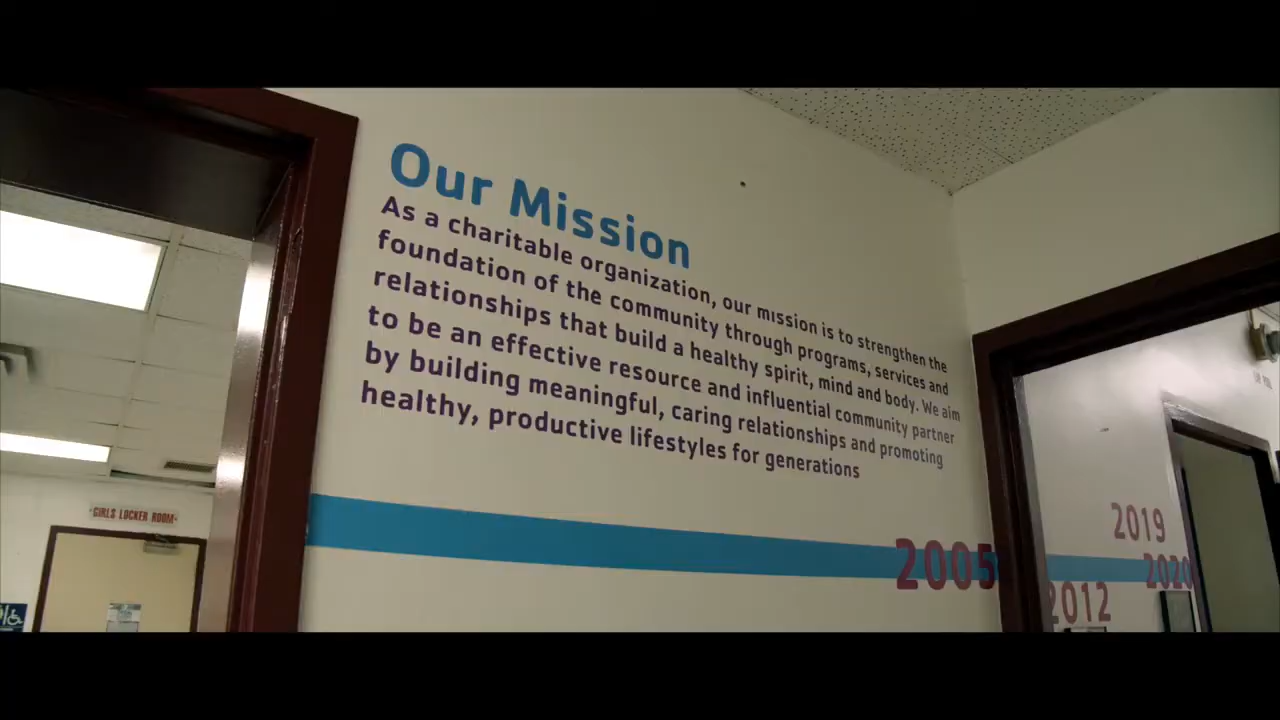 Our Mission
As a charitable organization, our mission is to strengthen the
foundation of the community through programs, services and
relationships that build a healthy spirit, mind and body. We aim
to be an effective resource and influential community partner
by building meaningful, caring relationships and promoting
healthy, productive lifestyles for generations
GIRLS LOCKER ROOM
2005
2012
2019
2020